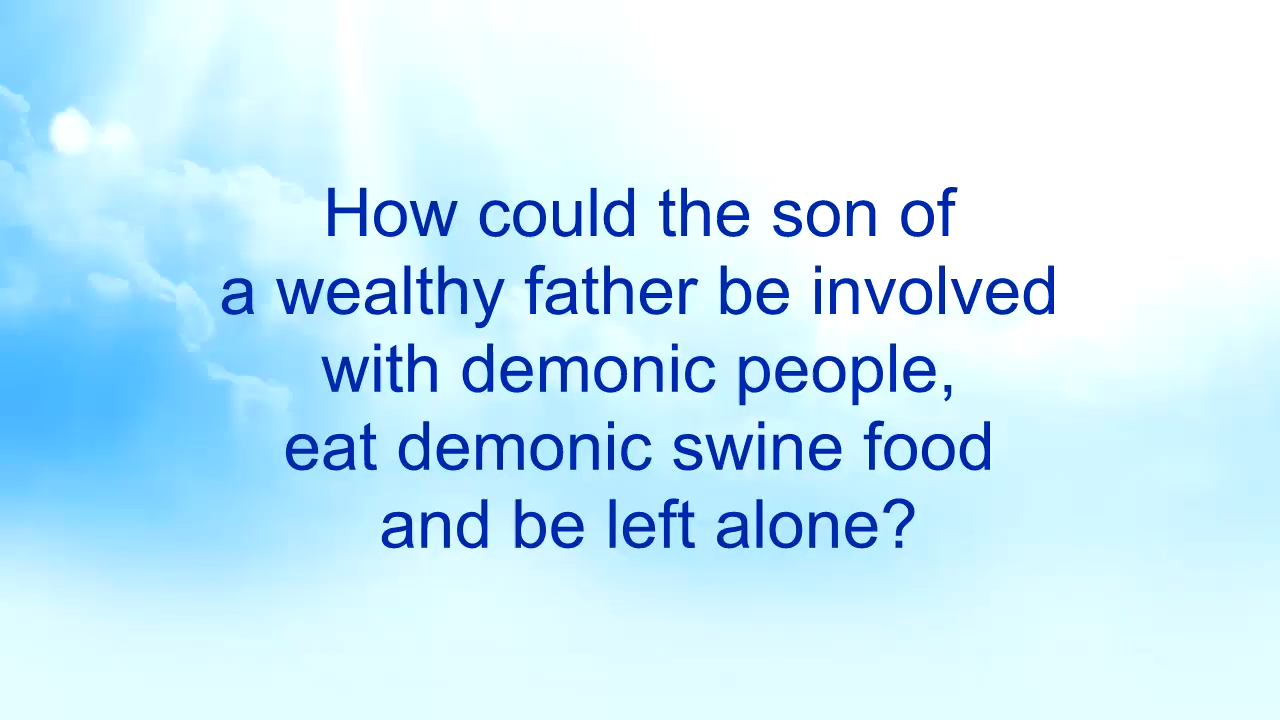 How could the son of
a wealthy father be involved
with demonic people,
eat demonic swine food
and be left alone?